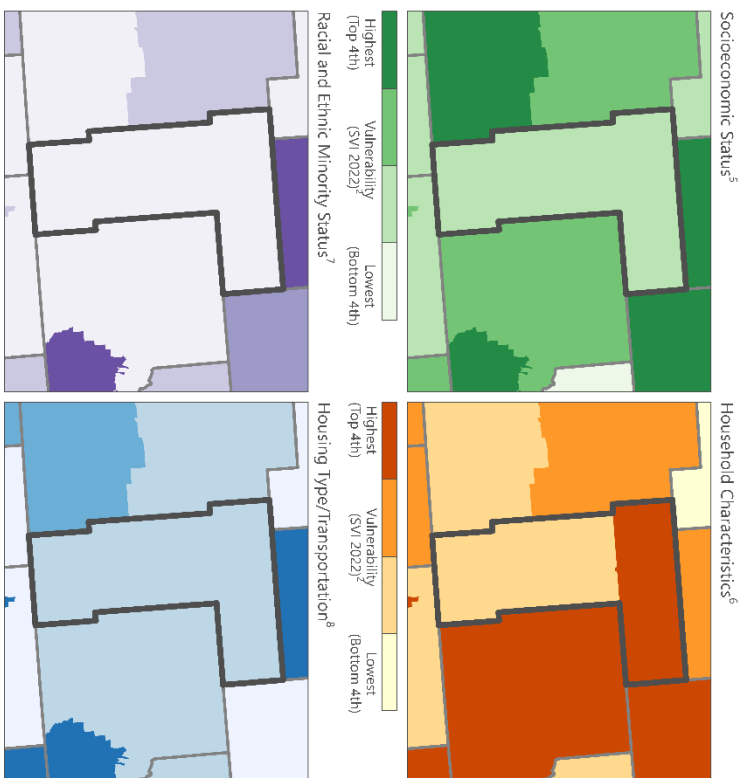 Socioeconomic Status⁵
Household Characteristics⁶
Highest
(Top 4th)
Vulnerability
(SVI 2022)²
Lowest
(Bottom 4th)
Highest
(Top 4th)
Vulnerability
(SVI 2022)²
Lowest
(Bottom 4th)
Racial and Ethnic Minority Status⁷
Housing Type/Transportation⁸